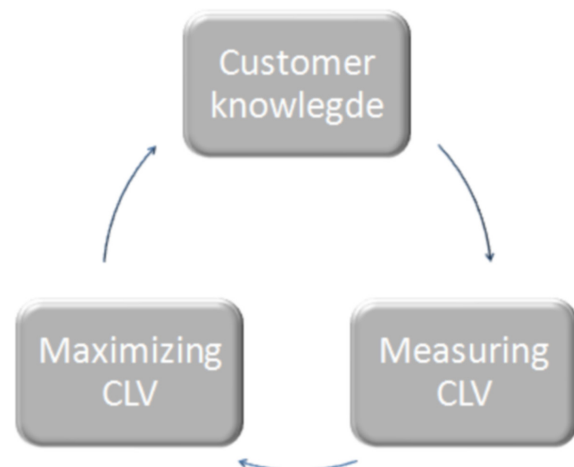 Customer
knowlegde
Maximizing
CLV
Measuring
CLV